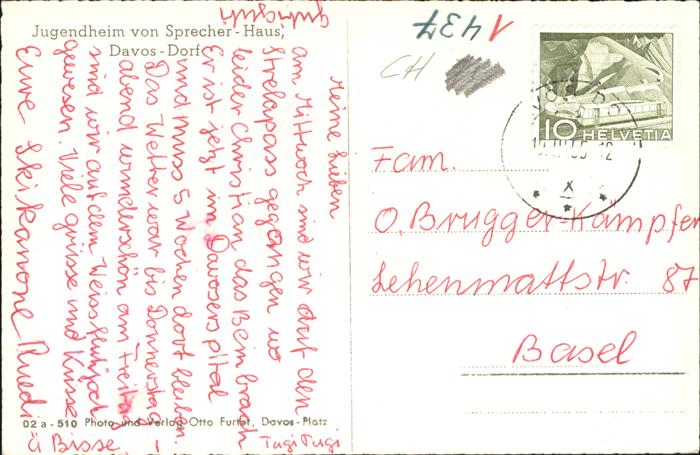 Jugendheim von Sprecher-Haus,
Davos-Dorf
1437
CH
10 HELVETIA
meine Lieben
am Mittwoch sind wir auf den
Strelapass gegangen wo
leider Christian das Bein brach
Er ist jetzt im Davoserspital
und muss 5 Wochen dort bleiben.
Das Wetter war bis Donnerstag
abend wunderschön am Freitag
sind wir auf dem Weissfluhjoch
gewesen. Viele grüsse und Küsse
Eure Skikanone Ruedi
Ü Bisse
Tugi Tugi
Fam.
O. Brugger-Kämpfer
Lehenmattstr. 87
Basel
02 a - 510 Photo und Verlag Otto Furter, Davos-Platz